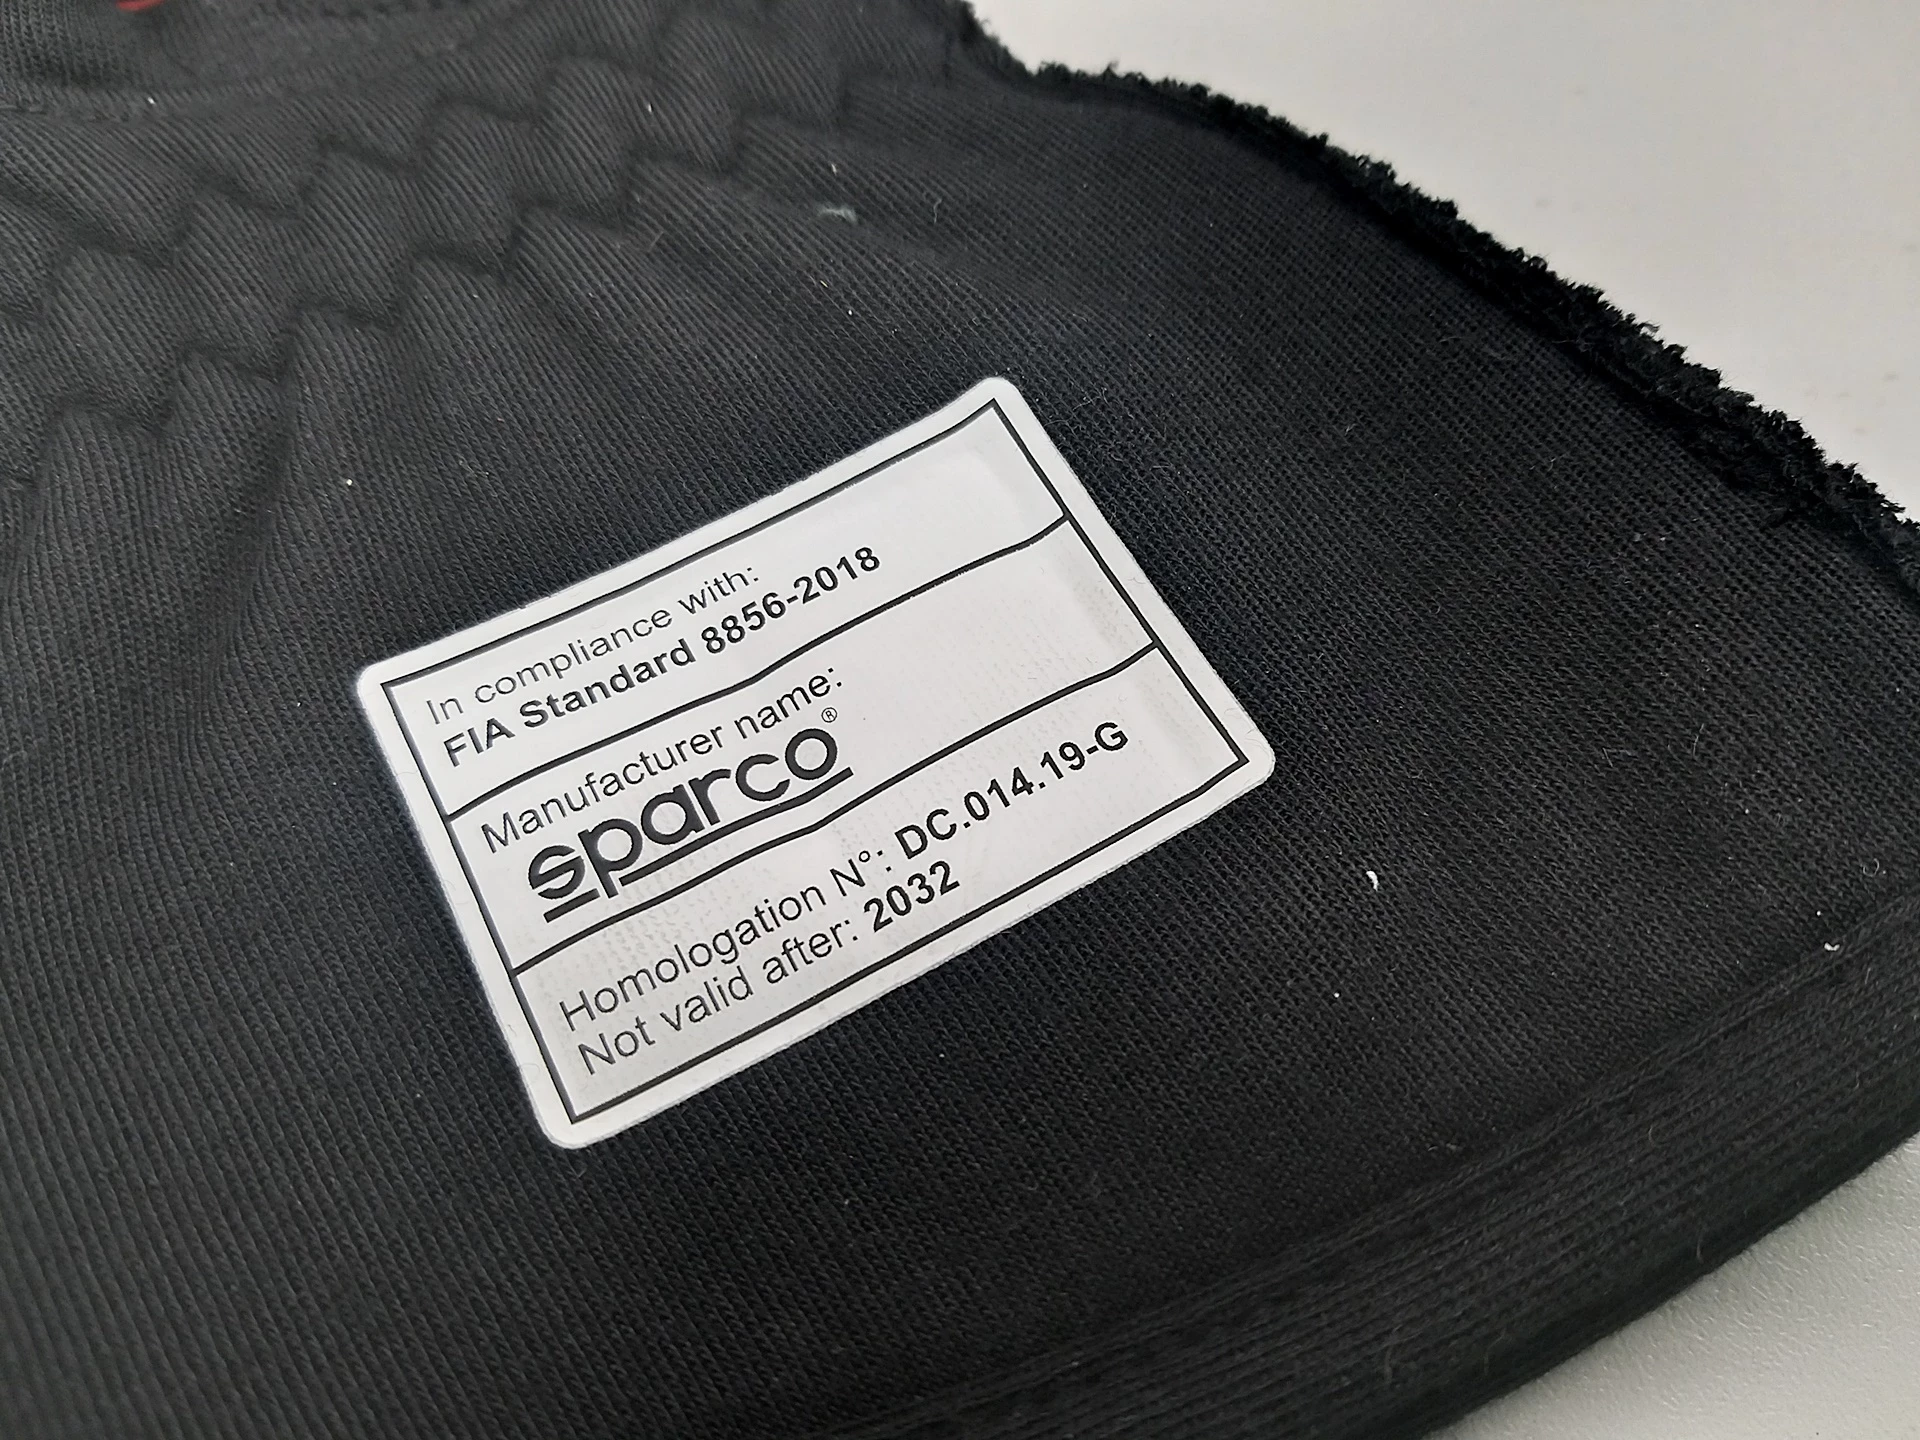 In compliance with:
FIA Standard 8856-2018
Manufacturer name:
sparco®
Homologation N°: DC.014.19-G
Not valid after: 2032